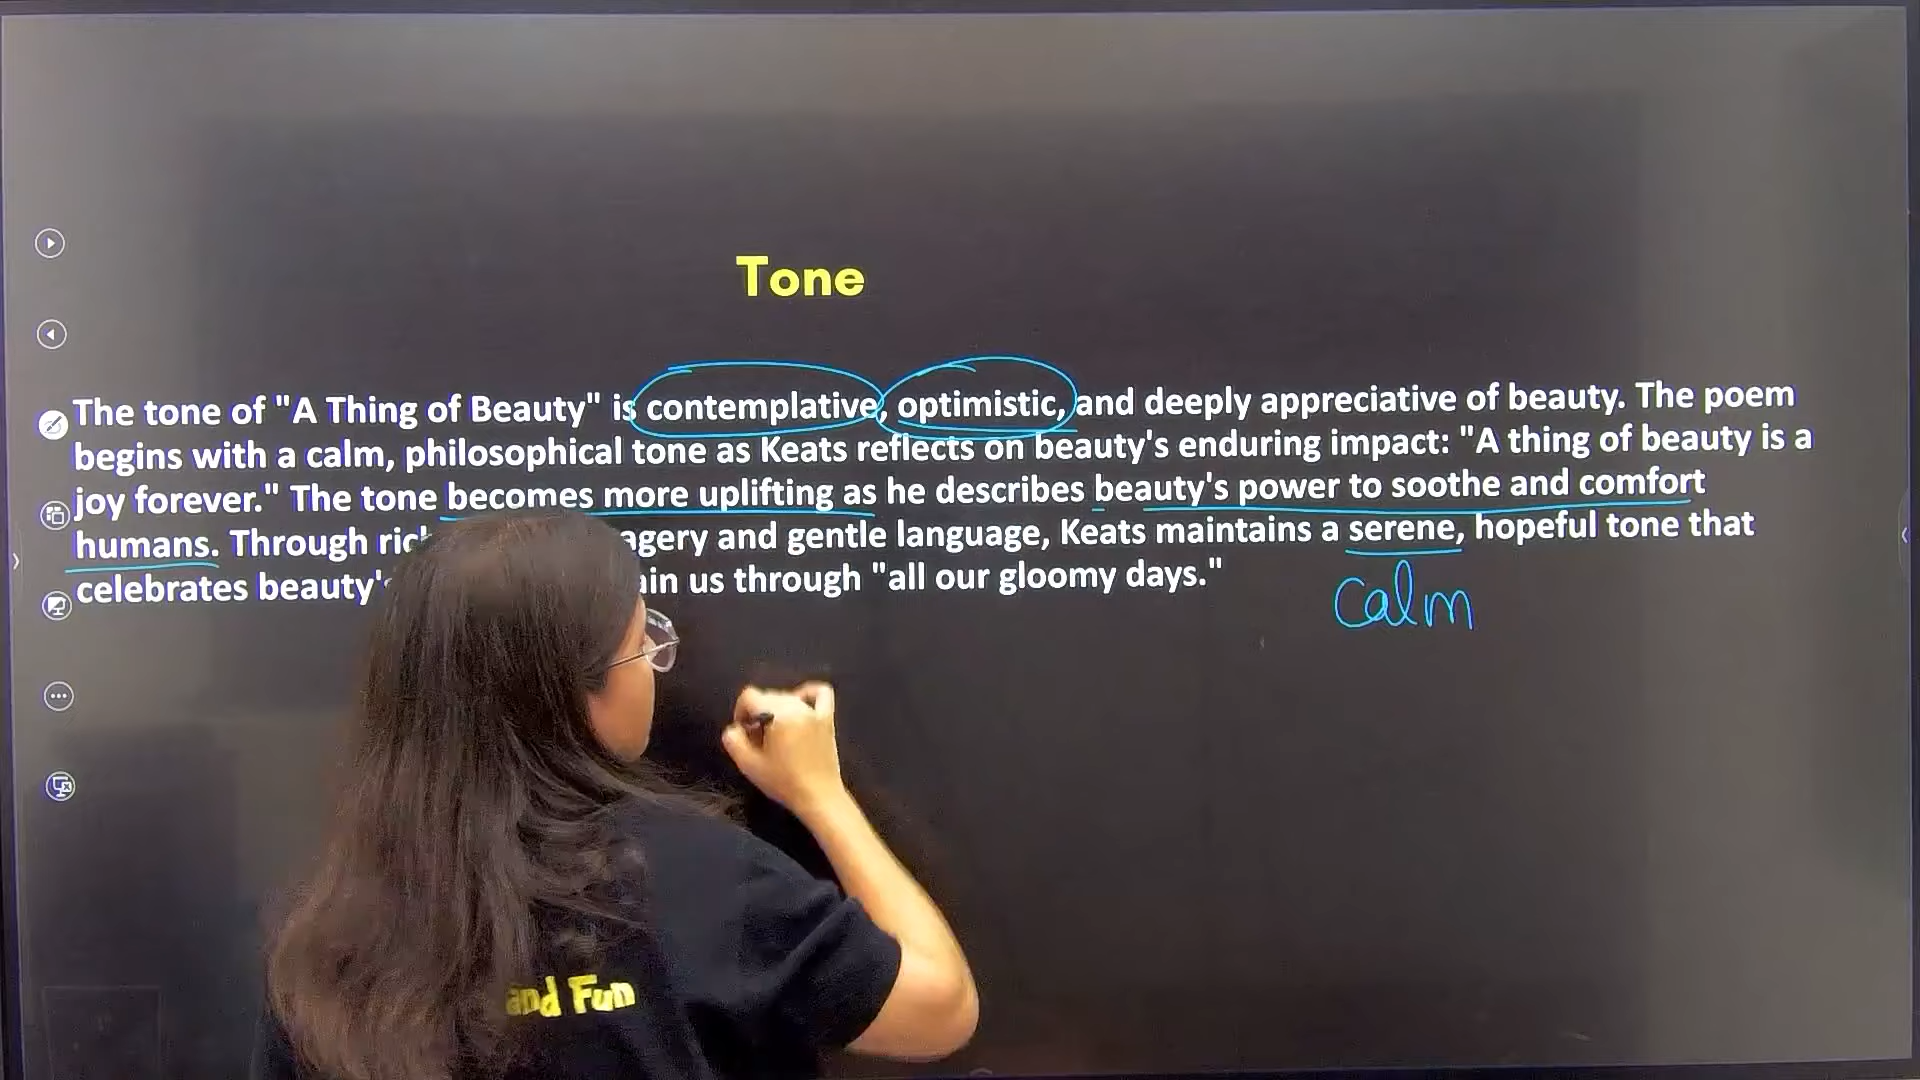 Tone
The tone of "A Thing of Beauty" is contemplative, optimistic, and deeply appreciative of beauty. The poem
begins with a calm, philosophical tone as Keats reflects on beauty's enduring impact: "A thing of beauty is a
joy forever." The tone becomes more uplifting as he describes beauty's power to soothe and comfort
humans. Through agery and gentle language, Keats maintains a serene, hopeful tone that
celebrates beauty's ain us through "all our gloomy days."
calm
and Fun